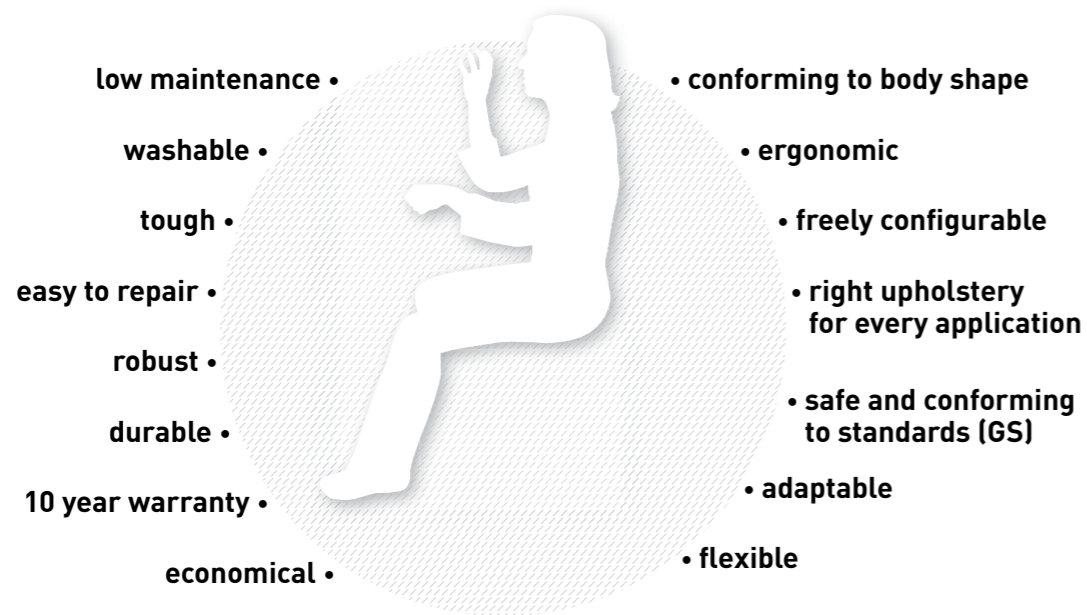 low maintenance •
washable •
tough •
easy to repair •
robust •
durable •
10 year warranty •
economical •
• conforming to body shape
• ergonomic
• freely configurable
• right upholstery
for every application
• safe and conforming
to standards (GS)
• adaptable
• flexible